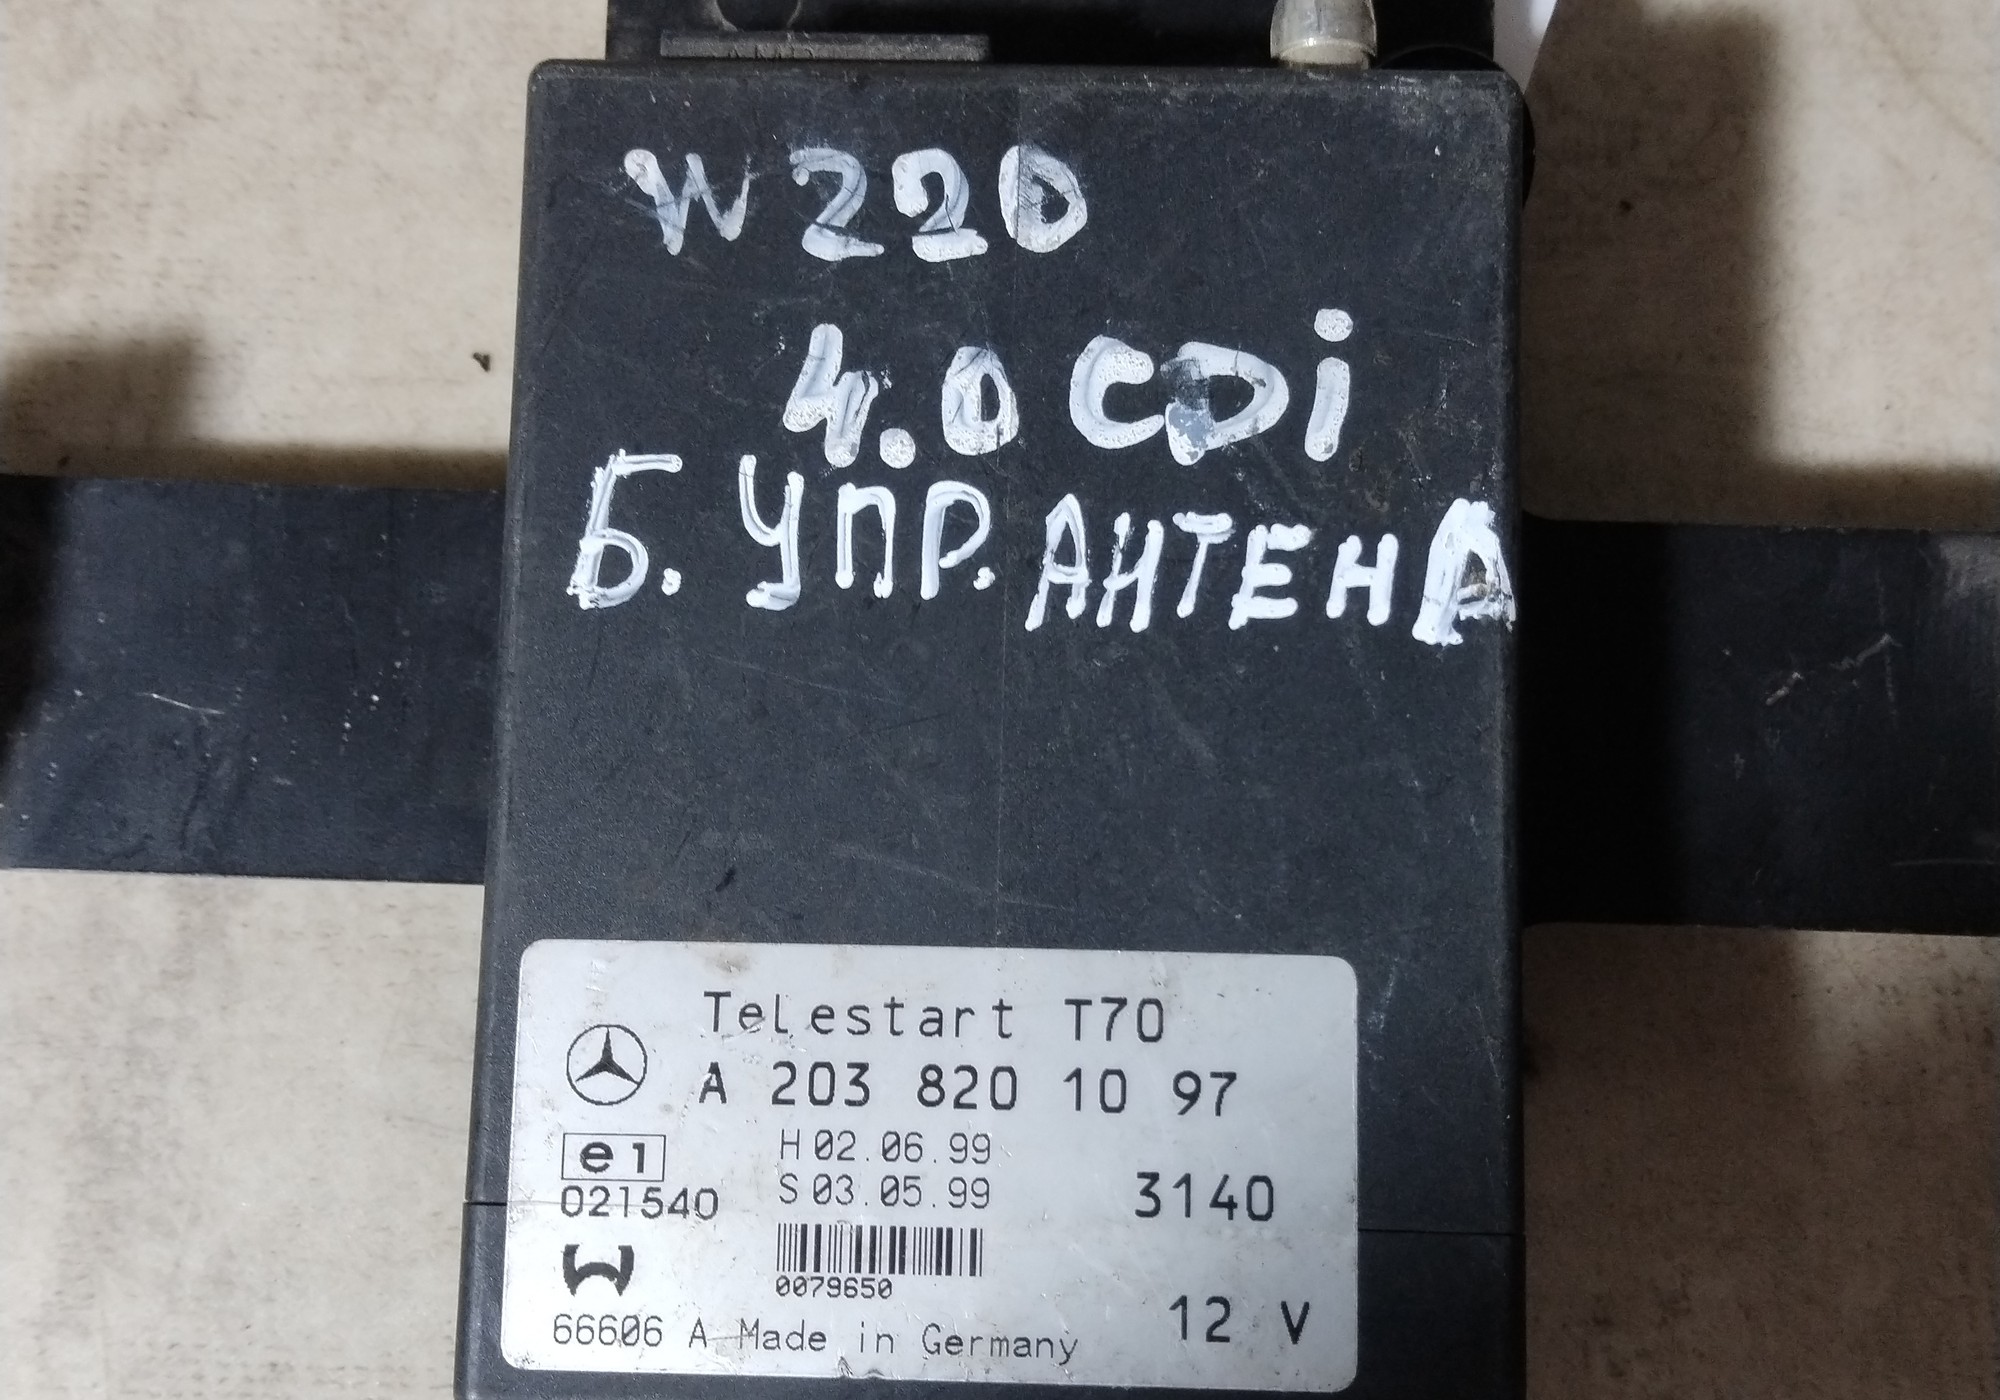 W220
4.0 CDi
Б. УПР. АНТЕНА
Telestart T70
A 203 820 10 97
e1
H 02.06.99
S 03.05.99
021540
3140
0079650
66606 A Made in Germany
12 V